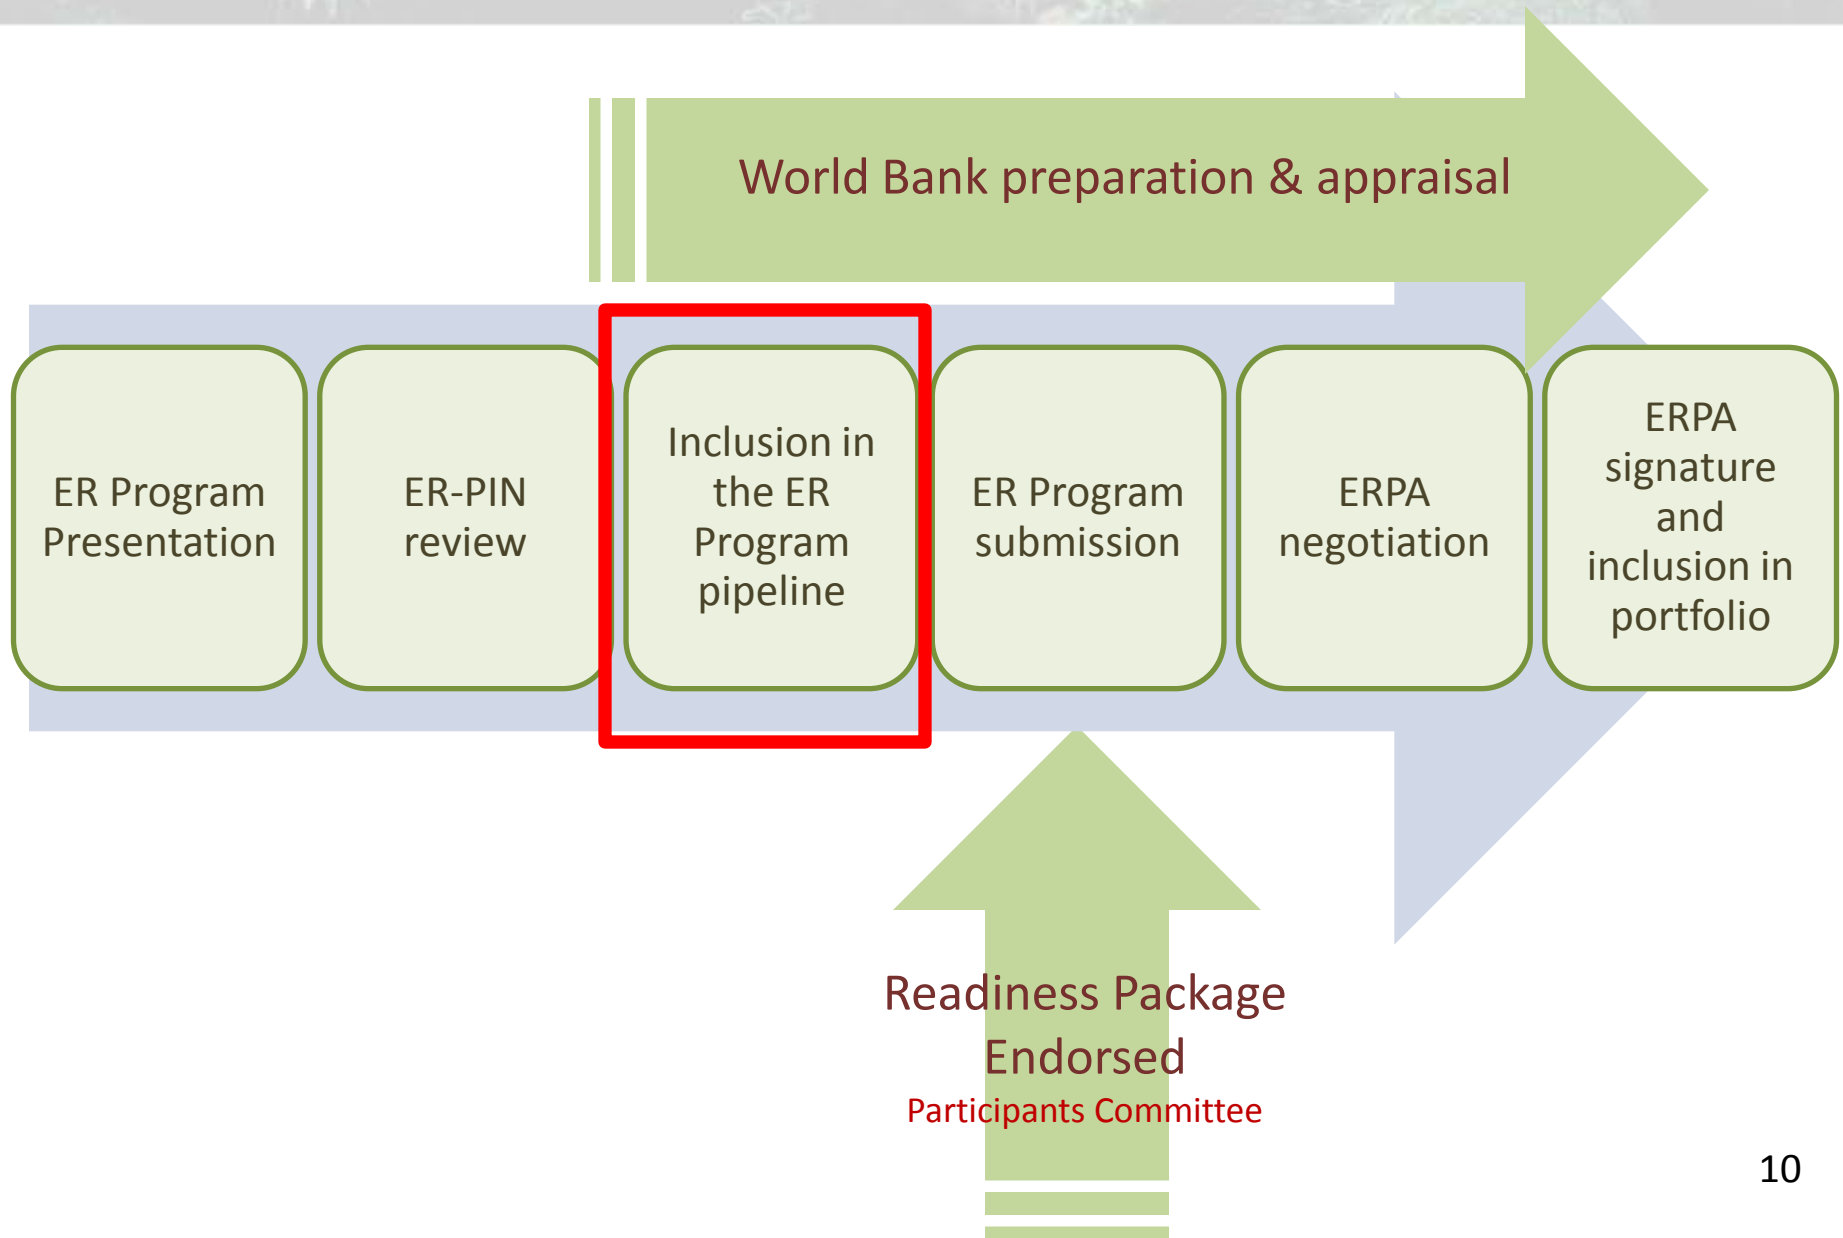 World Bank preparation & appraisal
ER Program
Presentation
ER-PIN
review
Inclusion in
the ER
Program
pipeline
ER Program
submission
ERPA
negotiation
ERPA
signature
and
inclusion in
portfolio
Readiness Package
Endorsed
Participants Committee
10